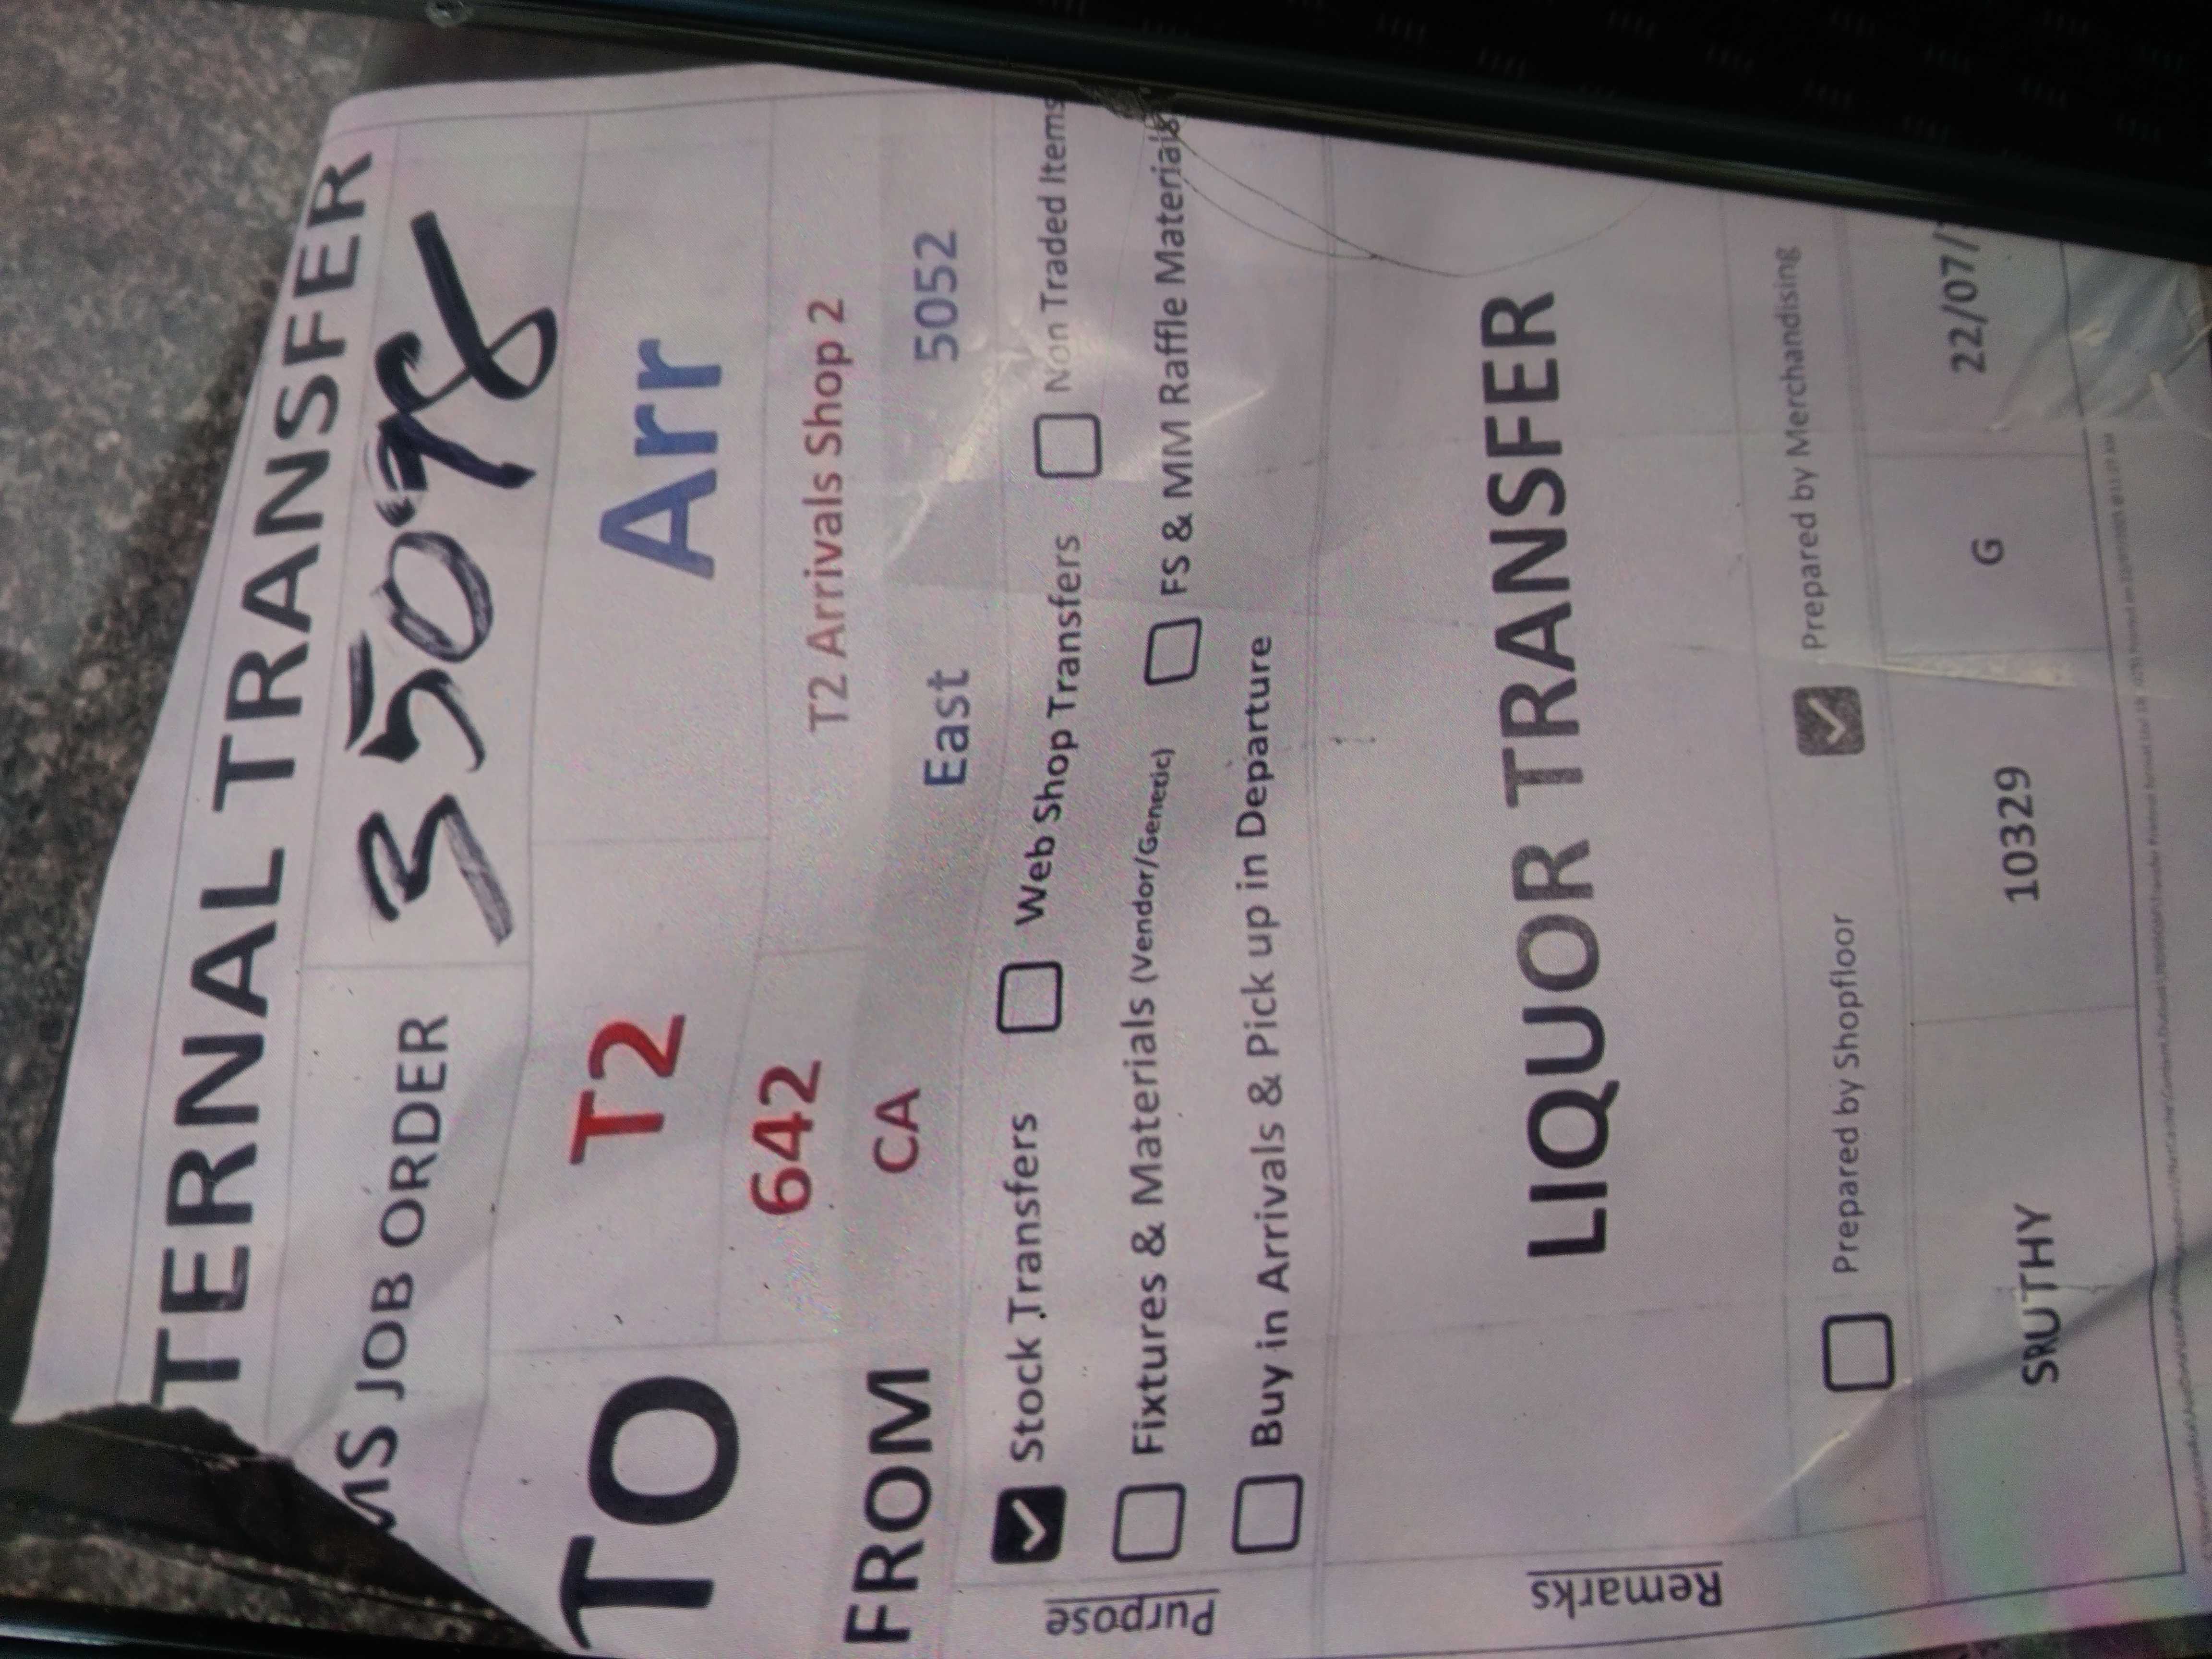 TERNAL TRANSFER
MS JOB ORDER 35098
TO T2 Arr
642 T2 Arrivals Shop 2
FROM CA East 5052
Purpose
Stock Transfers Web Shop Transfers Non Traded Items
Fixtures & Materials (Vendor/Genetic) FS & MM Raffle Materials
Buy in Arrivals & Pick up in Departure
Remarks
LIQUOR TRANSFER
Prepared by Shopfloor Prepared by Merchandising
SRUTHY 10329 G 22/07/